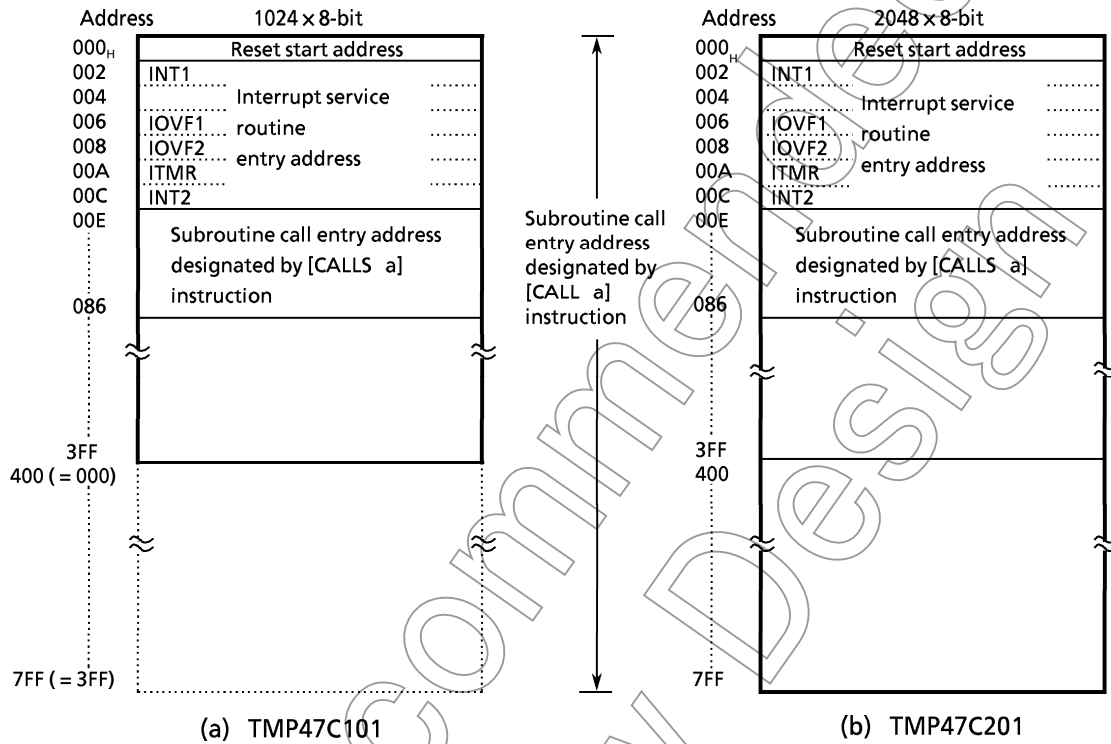 Address 1024 × 8-bit
000H Reset start address
002 INT1
004 Interrupt service
006 IOVF1 routine
008 IOVF2 entry address
00A ITMR
00C INT2
00E
Subroutine call entry address
designated by [CALLS a]
instruction
086
3FF
400 ( = 000)
7FF ( = 3FF)
(a) TMP47C101
Subroutine call
entry address
designated by
[CALL a]
instruction
Address 2048 × 8-bit
000H Reset start address
002 INT1
004 Interrupt service
006 IOVF1 routine
008 IOVF2 entry address
00A ITMR
00C INT2
00E
Subroutine call entry address
designated by [CALLS a]
instruction
086
3FF
400
7FF
(b) TMP47C201